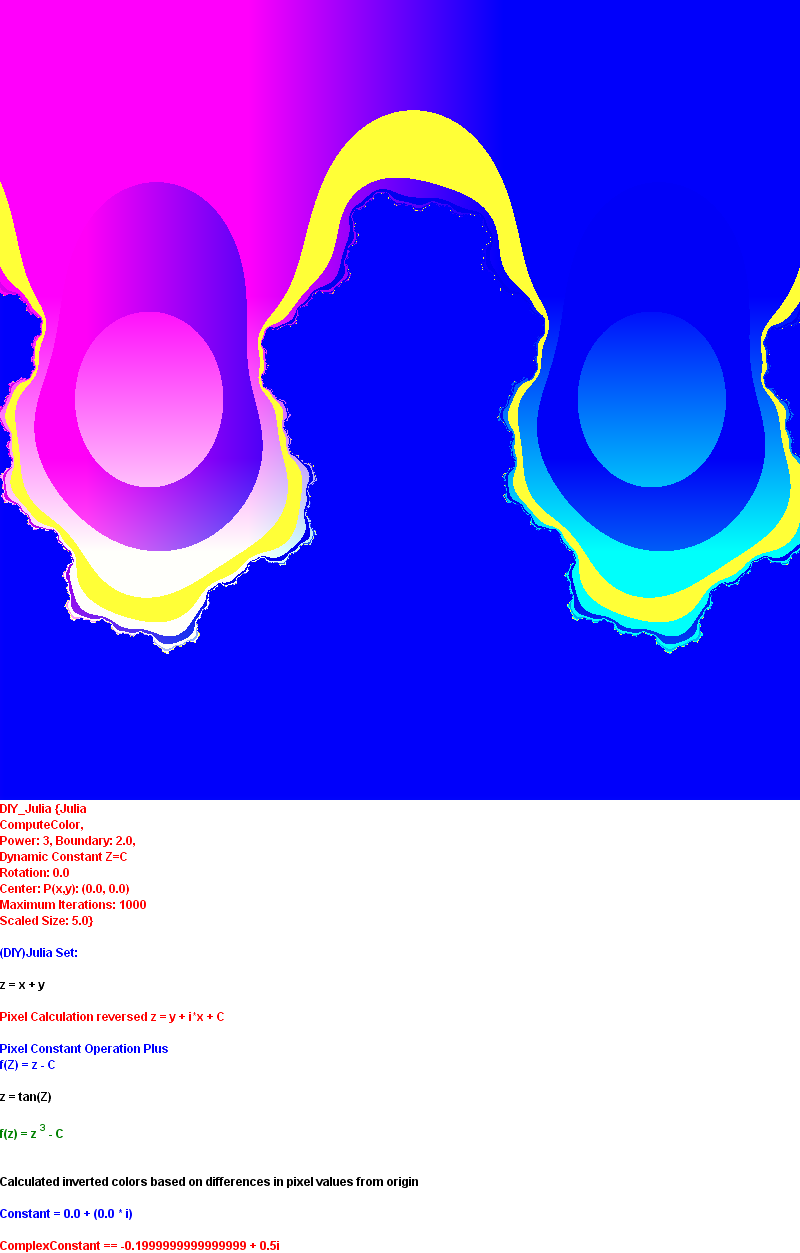 DIY_Julia {Julia
ComputeColor,
Power: 3, Boundary: 2.0,
Dynamic Constant Z=C
Rotation: 0.0
Center: P(x,y): (0.0, 0.0)
Maximum Iterations: 1000
Scaled Size: 5.0}
(DIY)Julia Set:
z = x + y
Pixel Calculation reversed z = y + i*x + C
Pixel Constant Operation Plus
f(Z) = z - C
z = tan(Z)
f(z) = z 3 - C
Calculated inverted colors based on differences in pixel values from origin
Constant = 0.0 + (0.0 * i)
ComplexConstant == -0.1999999999999999 + 0.5i